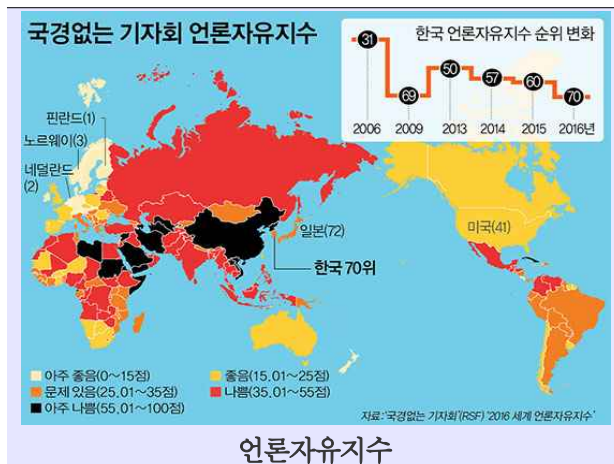 국경없는 기자회 언론자유지수
한국 언론자유지수 순위 변화
31
69
50
57
60
70
2006
2009
2013
2014
2015
2016년
핀란드(1)
노르웨이(3)
네덜란드
(2)
일본(72)
한국 70위
미국(41)
아주 좋음(0~15점)
좋음(15.01~25점)
문제 있음(25.01~35점)
나쁨(35.01~55점)
아주 나쁨(55.01~100점)
자료:'국경없는 기자회'(RSF) '2016 세계 언론자유지수'
언론자유지수